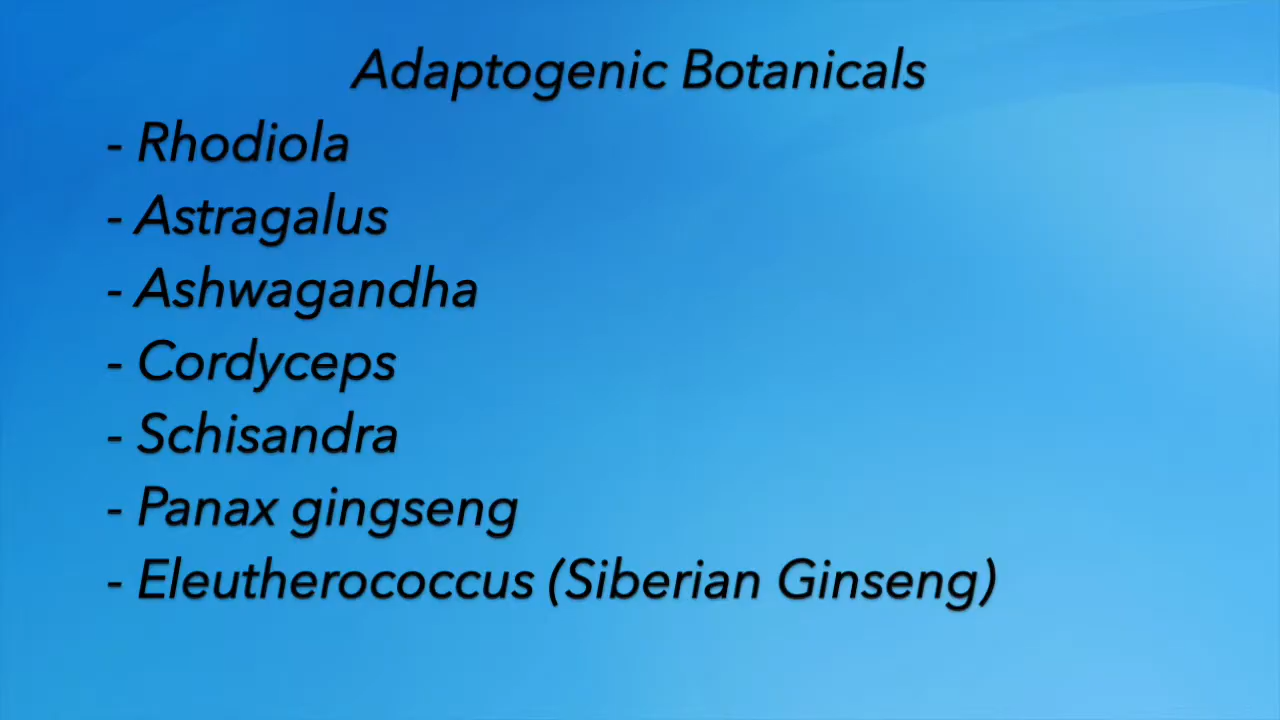 Adaptogenic Botanicals
- Rhodiola
- Astragalus
- Ashwagandha
- Cordyceps
- Schisandra
- Panax gingseng
- Eleutherococcus (Siberian Ginseng)